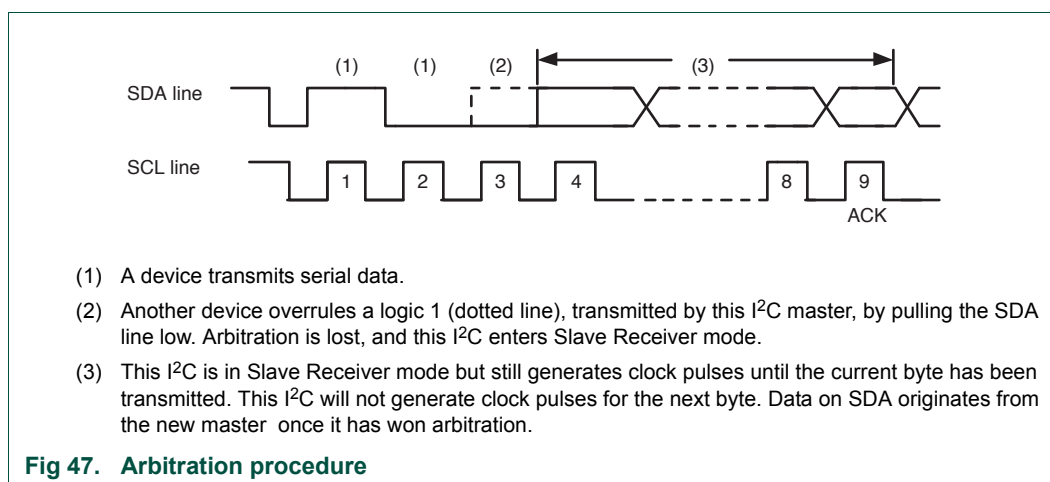 (1) (1) (2) (3)
SDA line
SCL line
1 2 3 4 8 9
ACK
(1) A device transmits serial data.
(2) Another device overrules a logic 1 (dotted line), transmitted by this I2C master, by pulling the SDA
line low. Arbitration is lost, and this I2C enters Slave Receiver mode.
(3) This I2C is in Slave Receiver mode but still generates clock pulses until the current byte has been
transmitted. This I2C will not generate clock pulses for the next byte. Data on SDA originates from
the new master once it has won arbitration.
Fig 47. Arbitration procedure